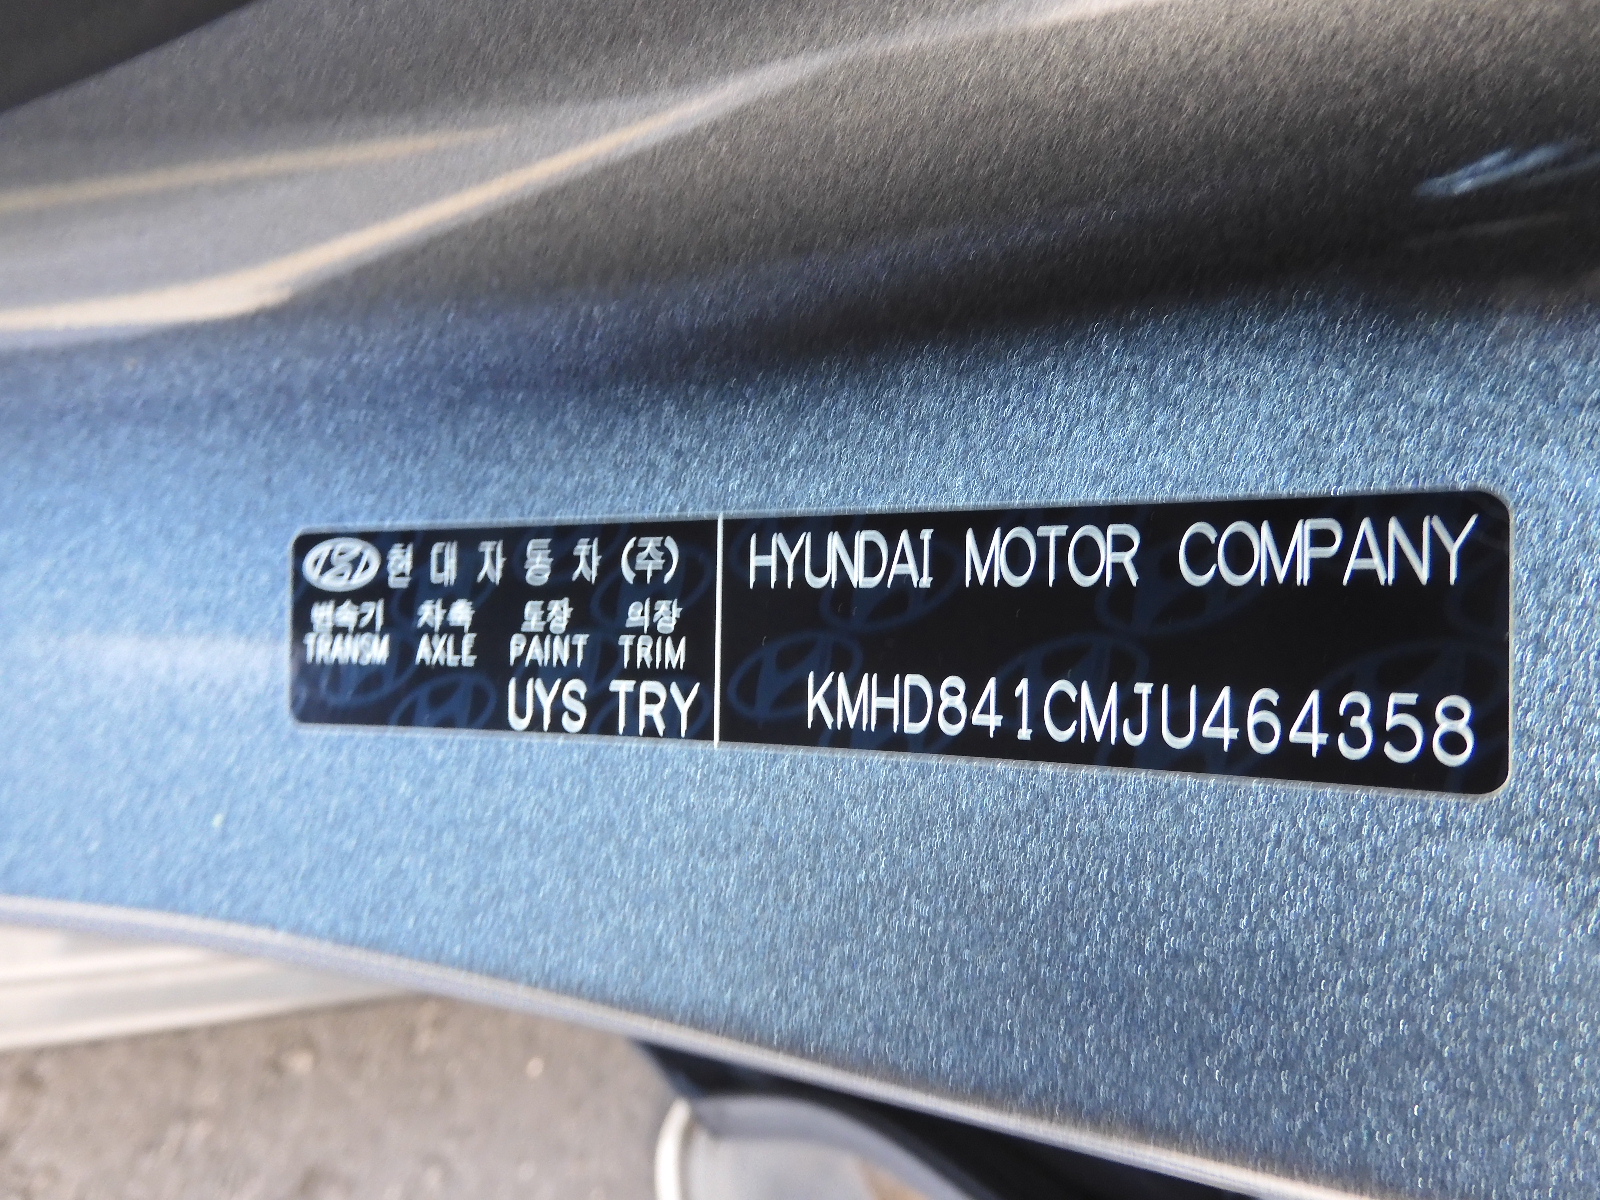 현대자동차(주)
변속기 차축 도장 의장
TRANSM AXLE PAINT TRIM
UYS TRY
HYUNDAI MOTOR COMPANY
KMHD841CMJU464358